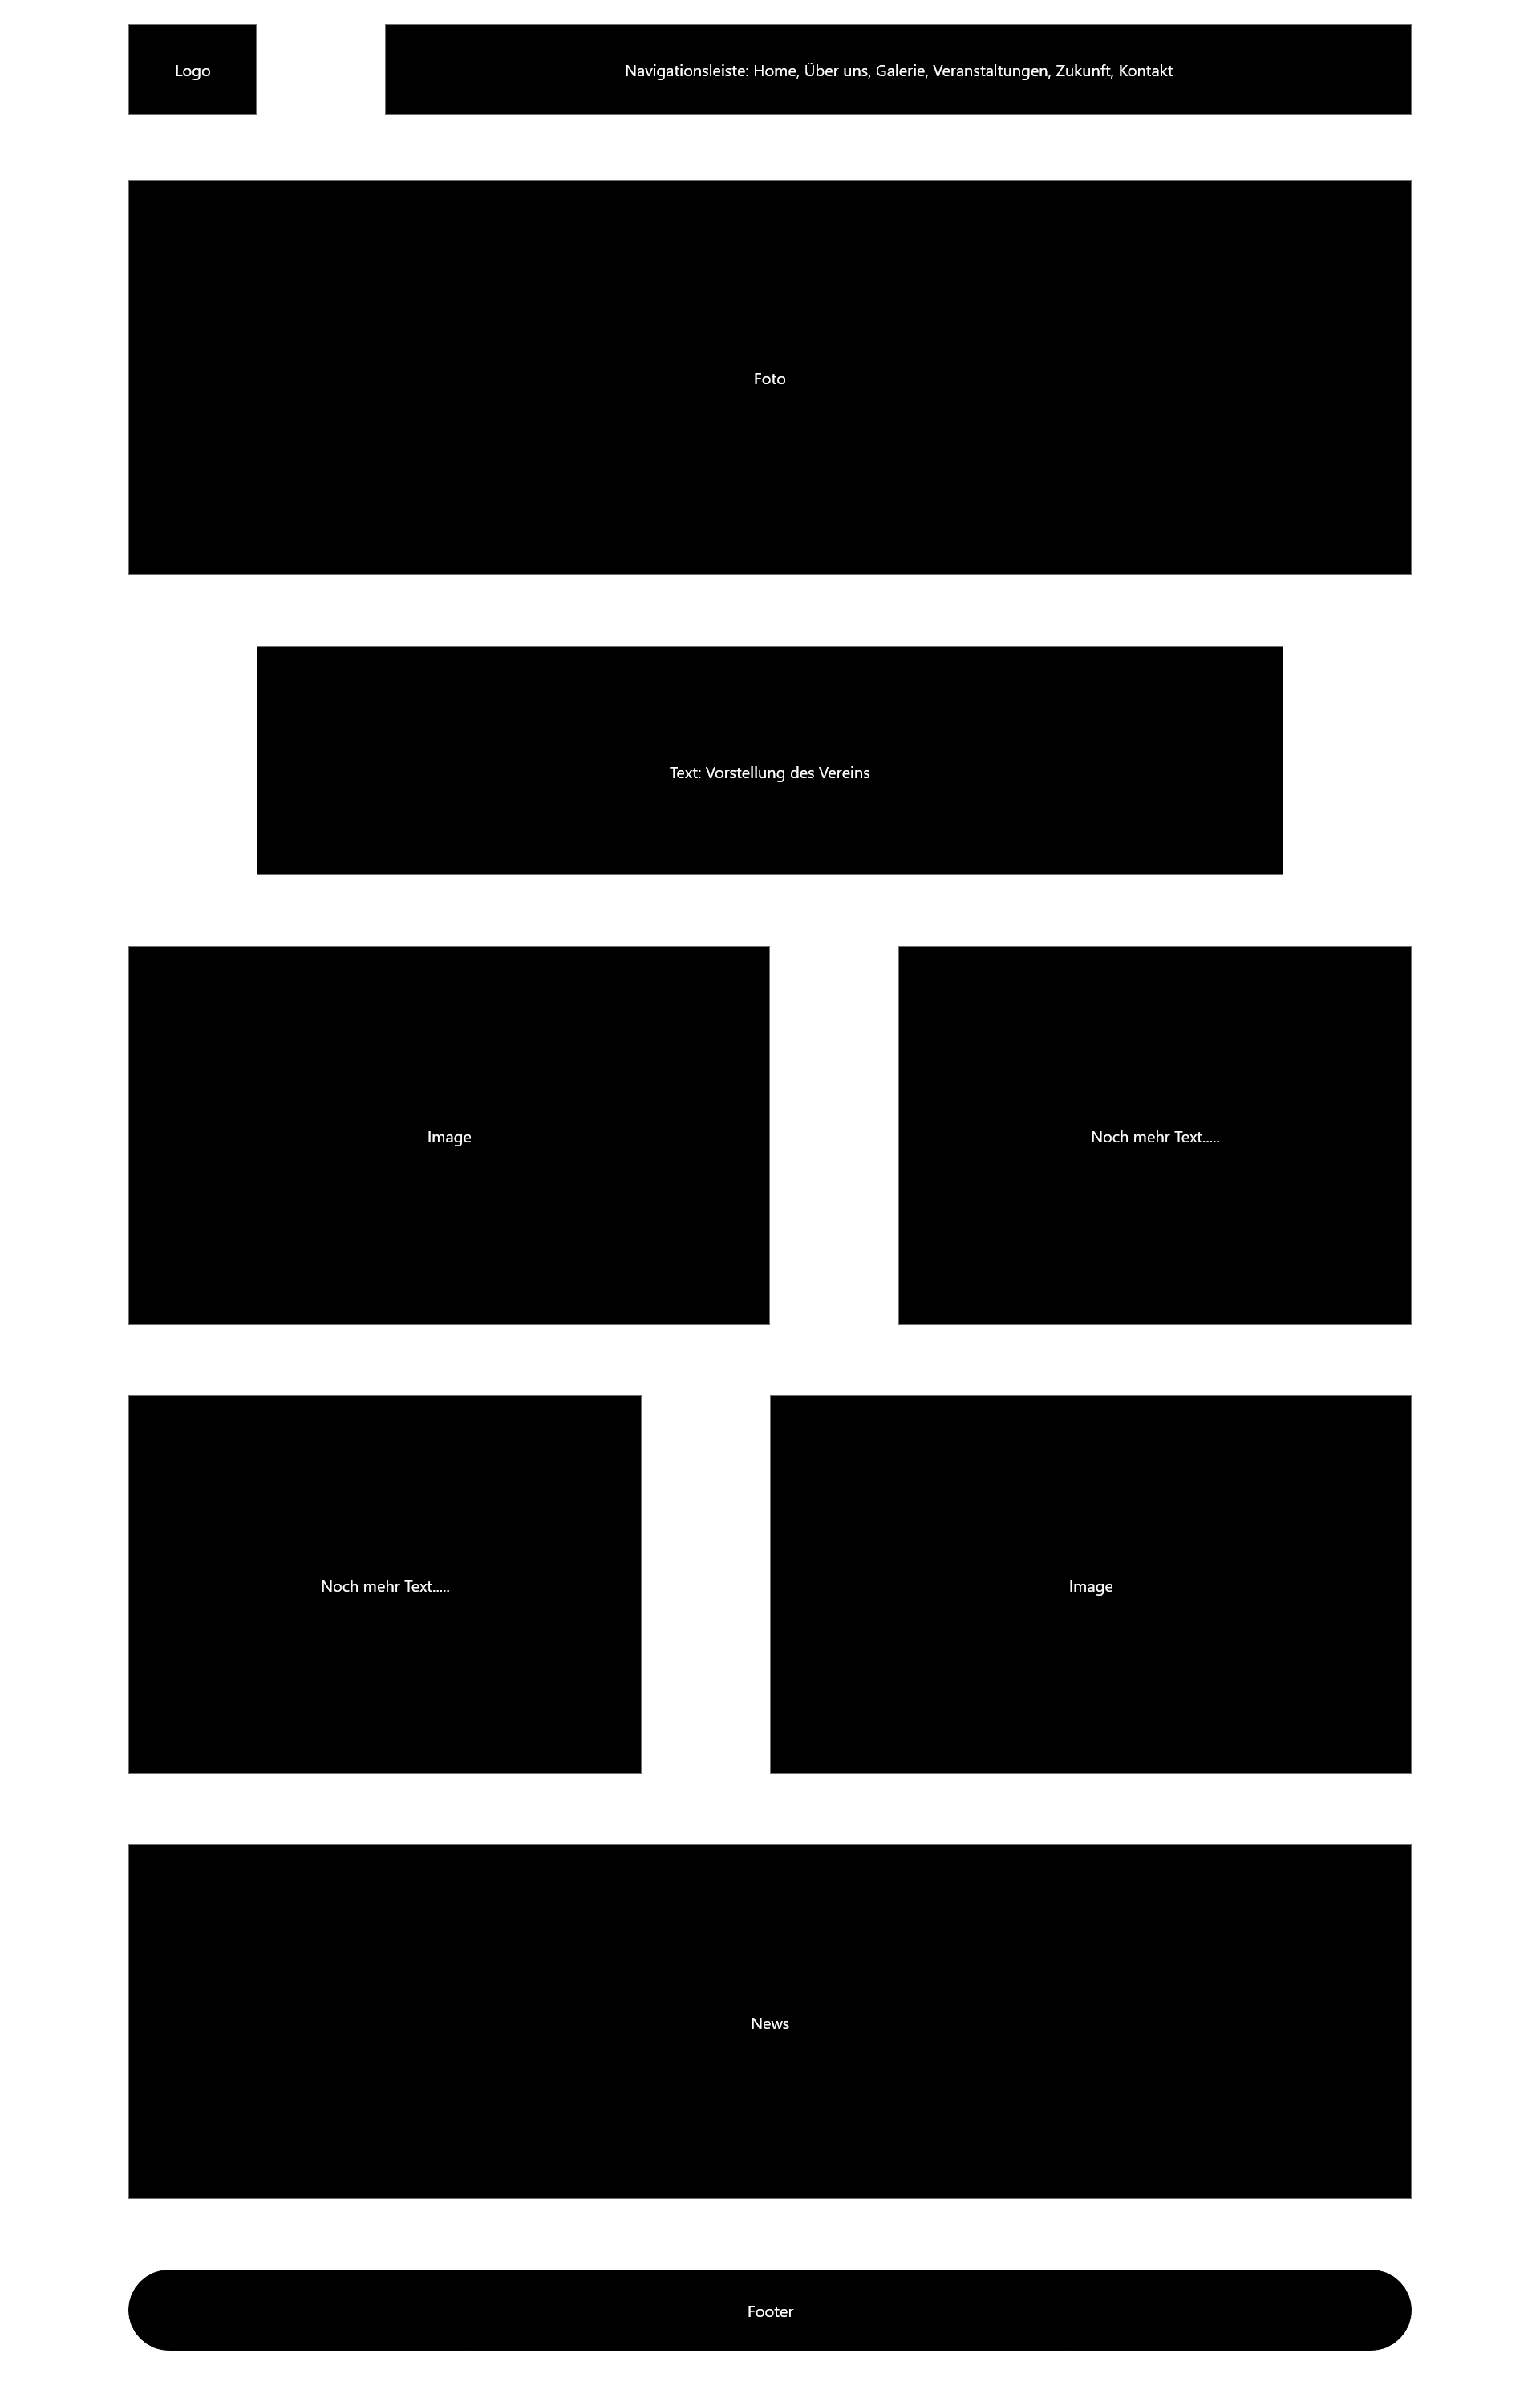 Logo
Navigationsleiste: Home, Über uns, Galerie, Veranstaltungen, Zukunft, Kontakt
Foto
Text: Vorstellung des Vereins
Image
Noch mehr Text.....
Noch mehr Text.....
Image
News
Footer